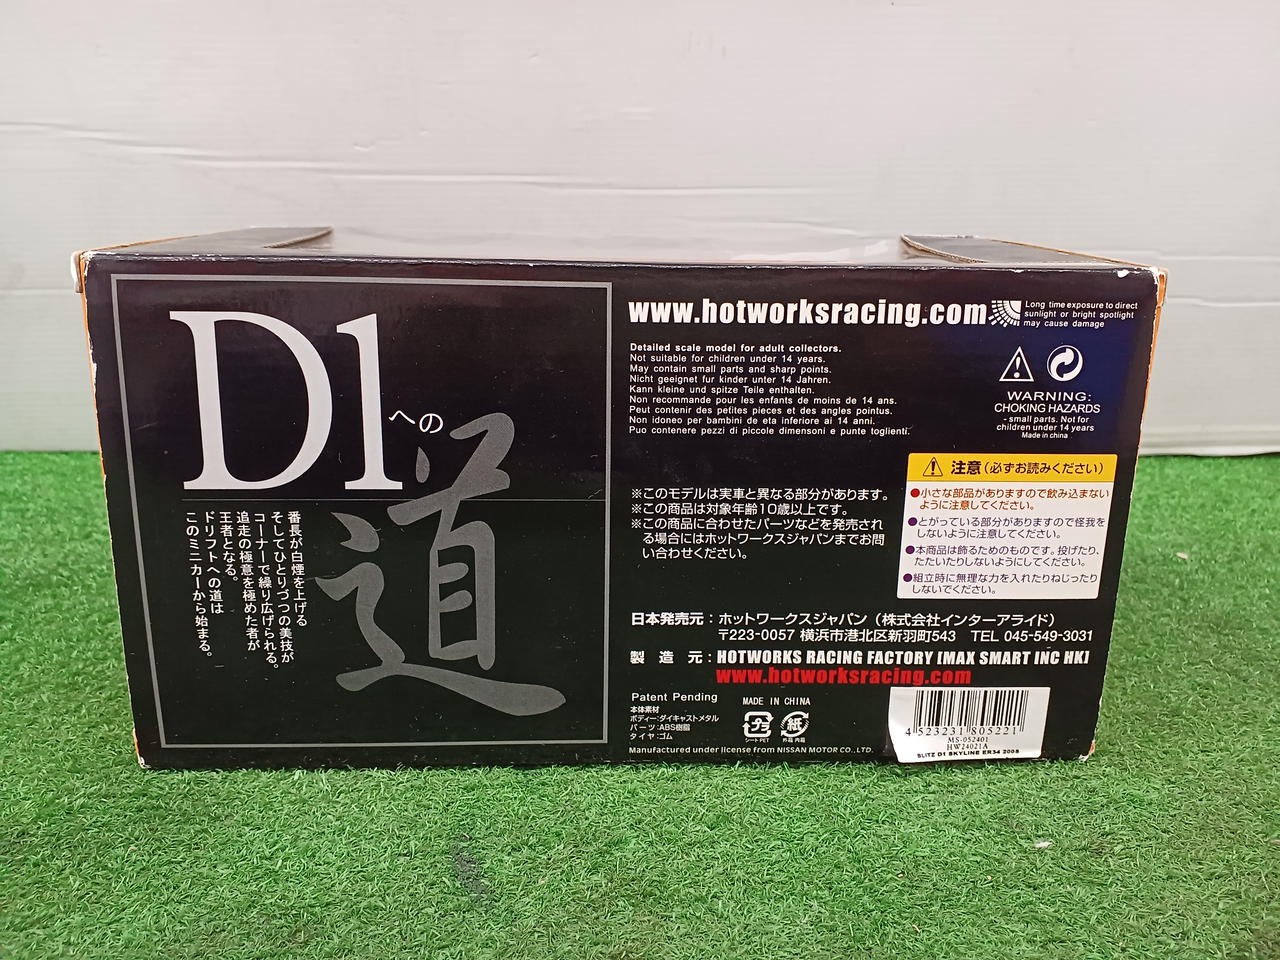 D1への道
番長が白煙を上げる
そしてひとりづつの美技が
コーナーで繰り広げられる。
追走の極意を極めた者が
王者となる。
ドリフトへの道は
このミニカーから始まる。
www.hotworksracing.com
Long time exposure to direct
sunlight or bright spotlight
may cause damage
Detailed scale model for adult collectors.
Not suitable for children under 14 years.
May contain small parts and sharp points.
Nicht geeignet fur kinder unter 14 Jahren.
Kann kleine und spitze Teile enthalten.
Non recommande pour les enfants de moins de 14 ans.
Peut contenir des petites pieces et des angles pointus.
Non idoneo per bambini de eta inferiore ai 14 anni.
Puo contenere pezzi di piccole dimensoni e punte toglienti.
WARNING:
CHOKING HAZARDS
- small parts. Not for
children under 14 years
Made in china
※このモデルは実車と異なる部分があります。
※この商品は対象年齢10歳以上です。
※この商品に合わせたパーツなどを発売され
る場合にはホットワークスジャパンまでお問
い合わせください。
注意(必ずお読みください)
●小さな部品がありますので飲み込まない
ように注意してください。
●とがっている部分がありますので怪我を
しないように注意してください。
●本商品は飾るためのものです。投げたり、
たたいたりしないようにしてください。
●組立時に無理な力を入れたりねじったり
しないでください。
日本発売元:ホットワークスジャパン(株式会社インターアライド)
〒223-0057 横浜市港北区新羽町543 TEL 045-549-3031
製造元:HOTWORKS RACING FACTORY [MAX SMART INC HK]
www.hotworksracing.com
Patent Pending
MADE IN CHINA
本体素材
ボディー:ダイキャストメタル
パーツ:ABS樹脂
タイヤ:ゴム
プラ
シート PET
紙
外箱 内箱
Manufactured under license from NISSAN MOTOR CO.,LTD.
4 523231 805221
MS-052401
HW24021A
BLITZ D1 SKYLINE ER34 2005